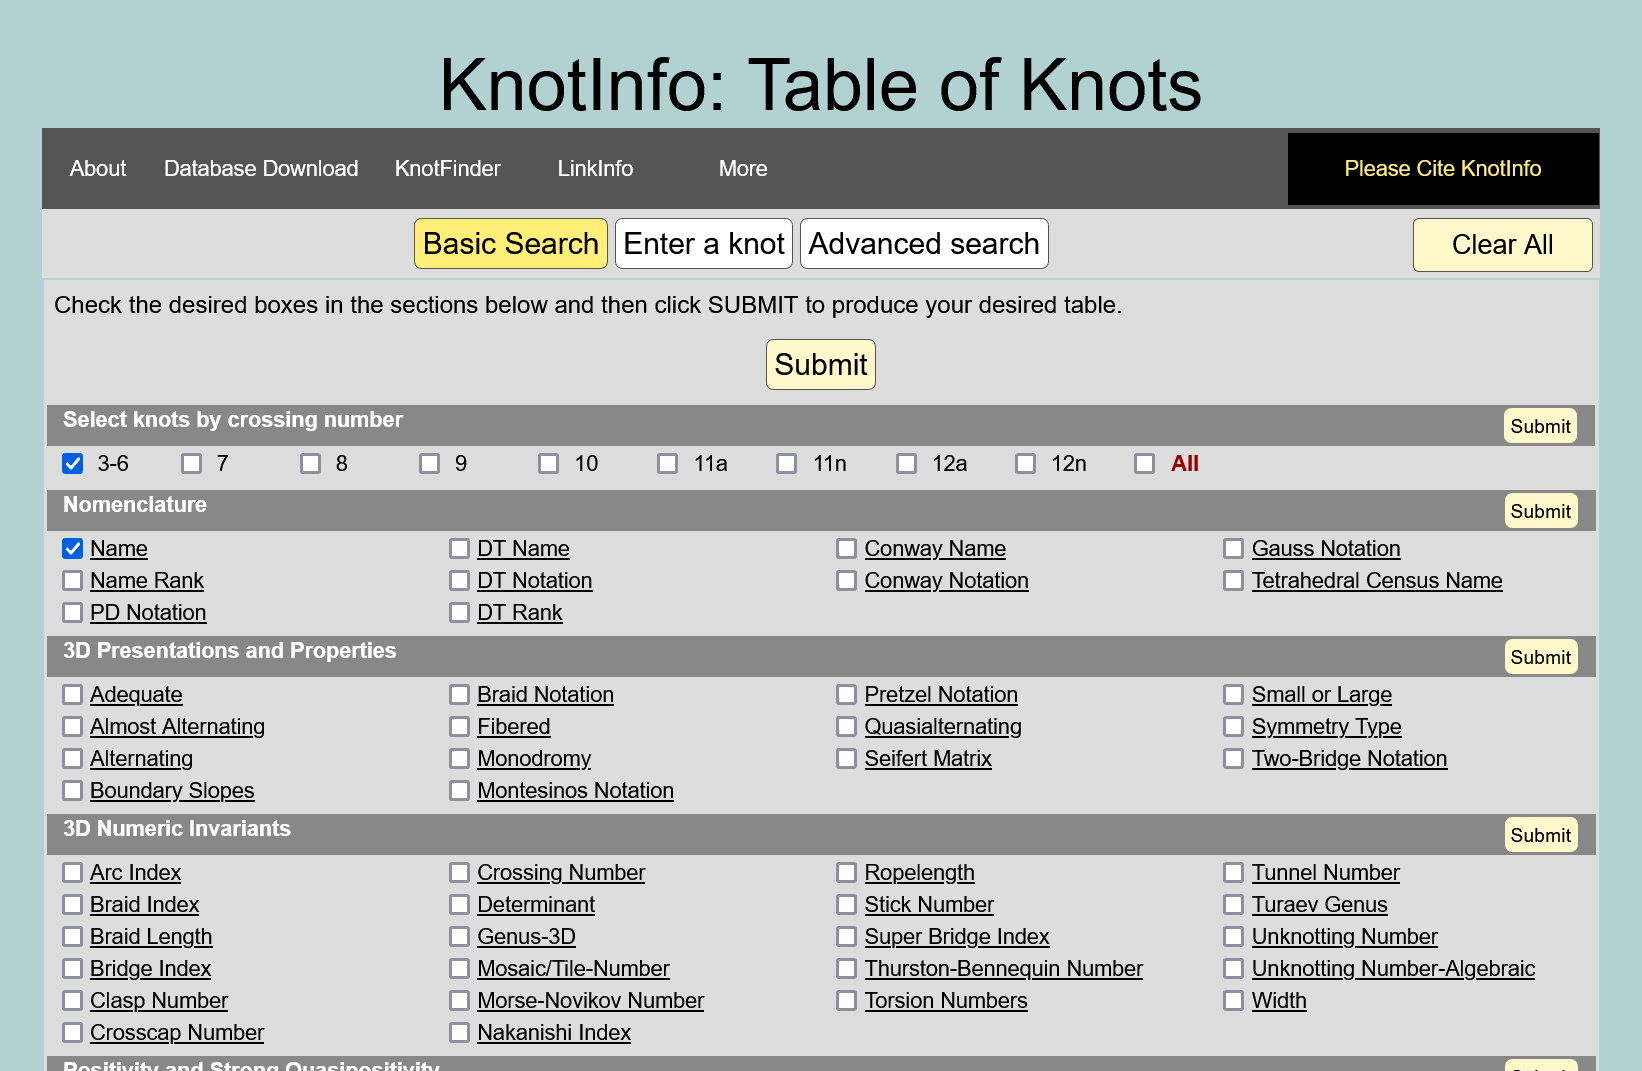 KnotInfo: Table of Knots
About Database Download KnotFinder LinkInfo More Please Cite KnotInfo
Basic Search Enter a knot Advanced search Clear All
Check the desired boxes in the sections below and then click SUBMIT to produce your desired table.
Submit
Select knots by crossing number Submit
3-6 7 8 9 10 11a 11n 12a 12n All
Nomenclature Submit
Name DT Name Conway Name Gauss Notation
Name Rank DT Notation Conway Notation Tetrahedral Census Name
PD Notation DT Rank
3D Presentations and Properties Submit
Adequate Braid Notation Pretzel Notation Small or Large
Almost Alternating Fibered Quasialternating Symmetry Type
Alternating Monodromy Seifert Matrix Two-Bridge Notation
Boundary Slopes Montesinos Notation
3D Numeric Invariants Submit
Arc Index Crossing Number Ropelength Tunnel Number
Braid Index Determinant Stick Number Turaev Genus
Braid Length Genus-3D Super Bridge Index Unknotting Number
Bridge Index Mosaic/Tile-Number Thurston-Bennequin Number Unknotting Number-Algebraic
Clasp Number Morse-Novikov Number Torsion Numbers Width
Crosscap Number Nakanishi Index
Positivity and Strong Quasipositivity Submit